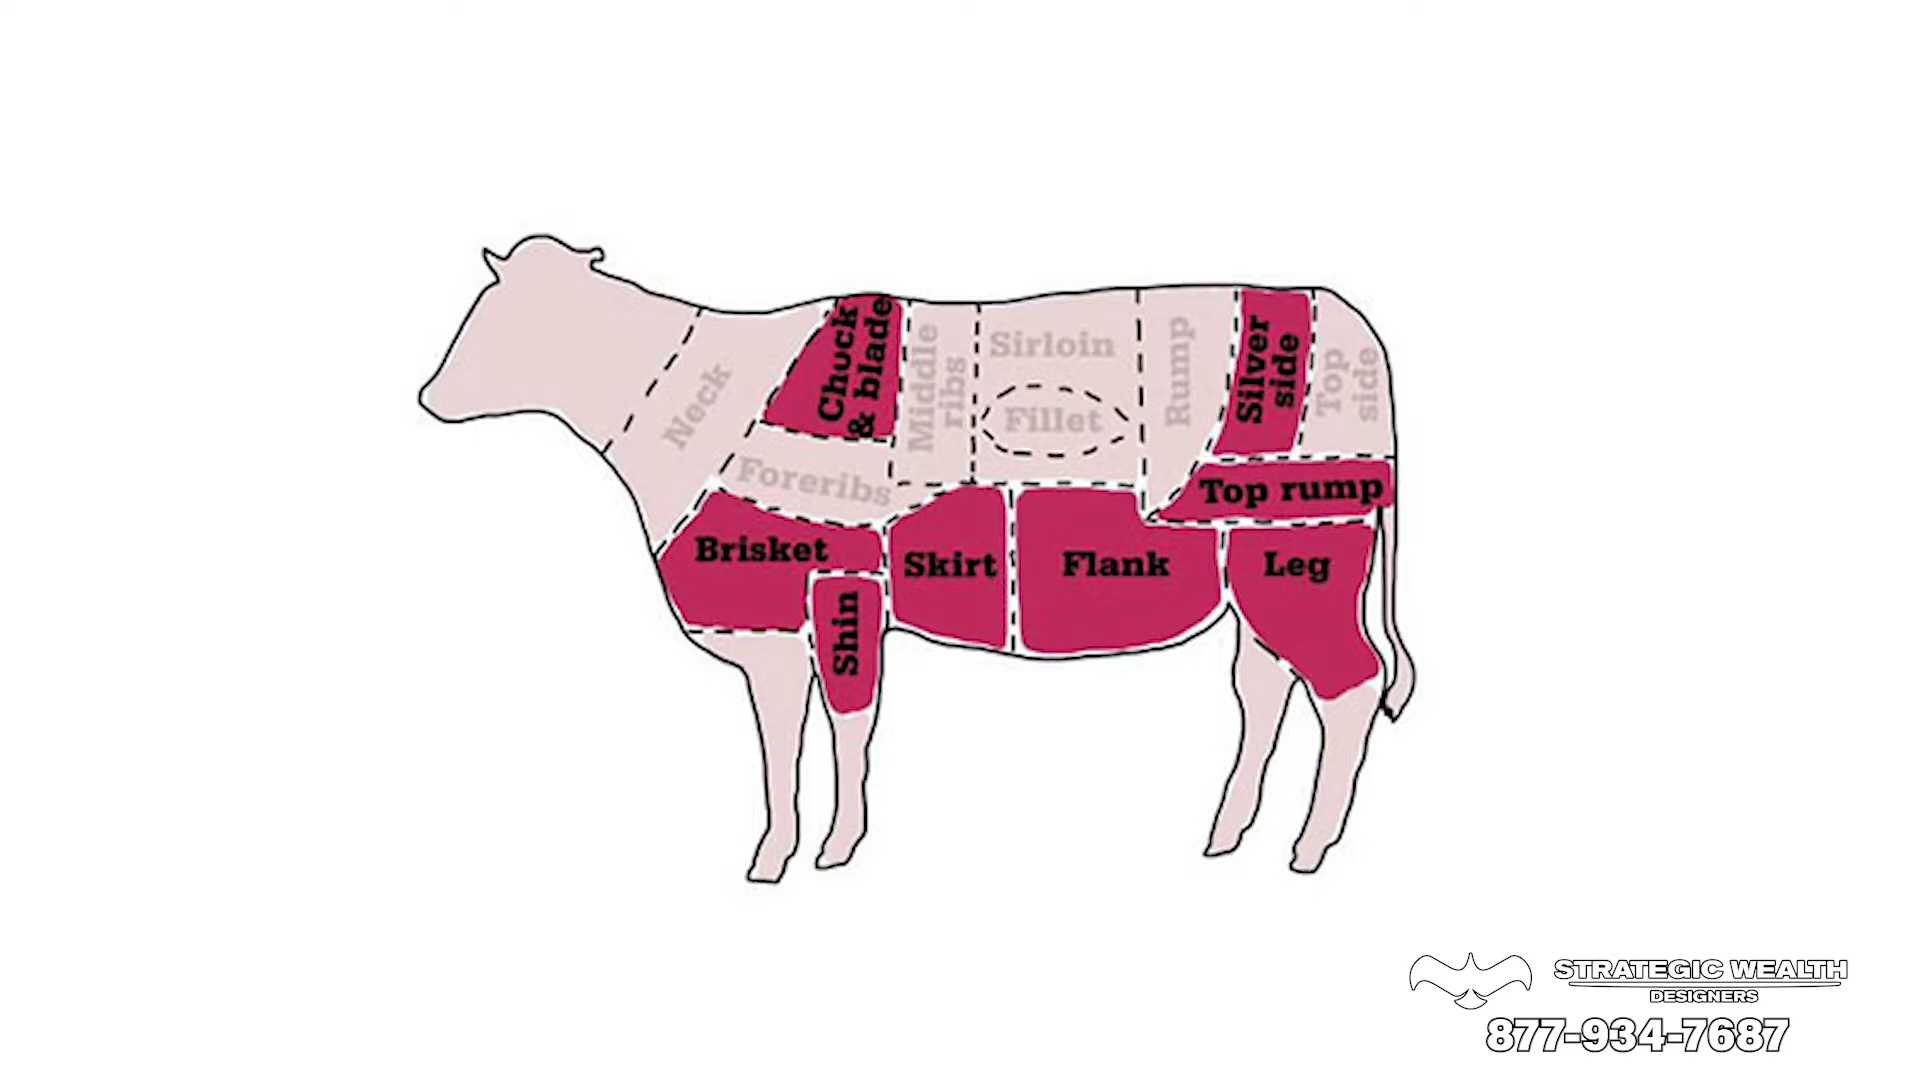 Neck
Chuck
& blade
Middle
ribs
Sirloin
Fillet
Rump
Silver
side
Top
side
Foreribs
Top rump
Brisket
Skirt
Flank
Leg
Shin
STRATEGIC WEALTH
DESIGNERS
877-934-7687